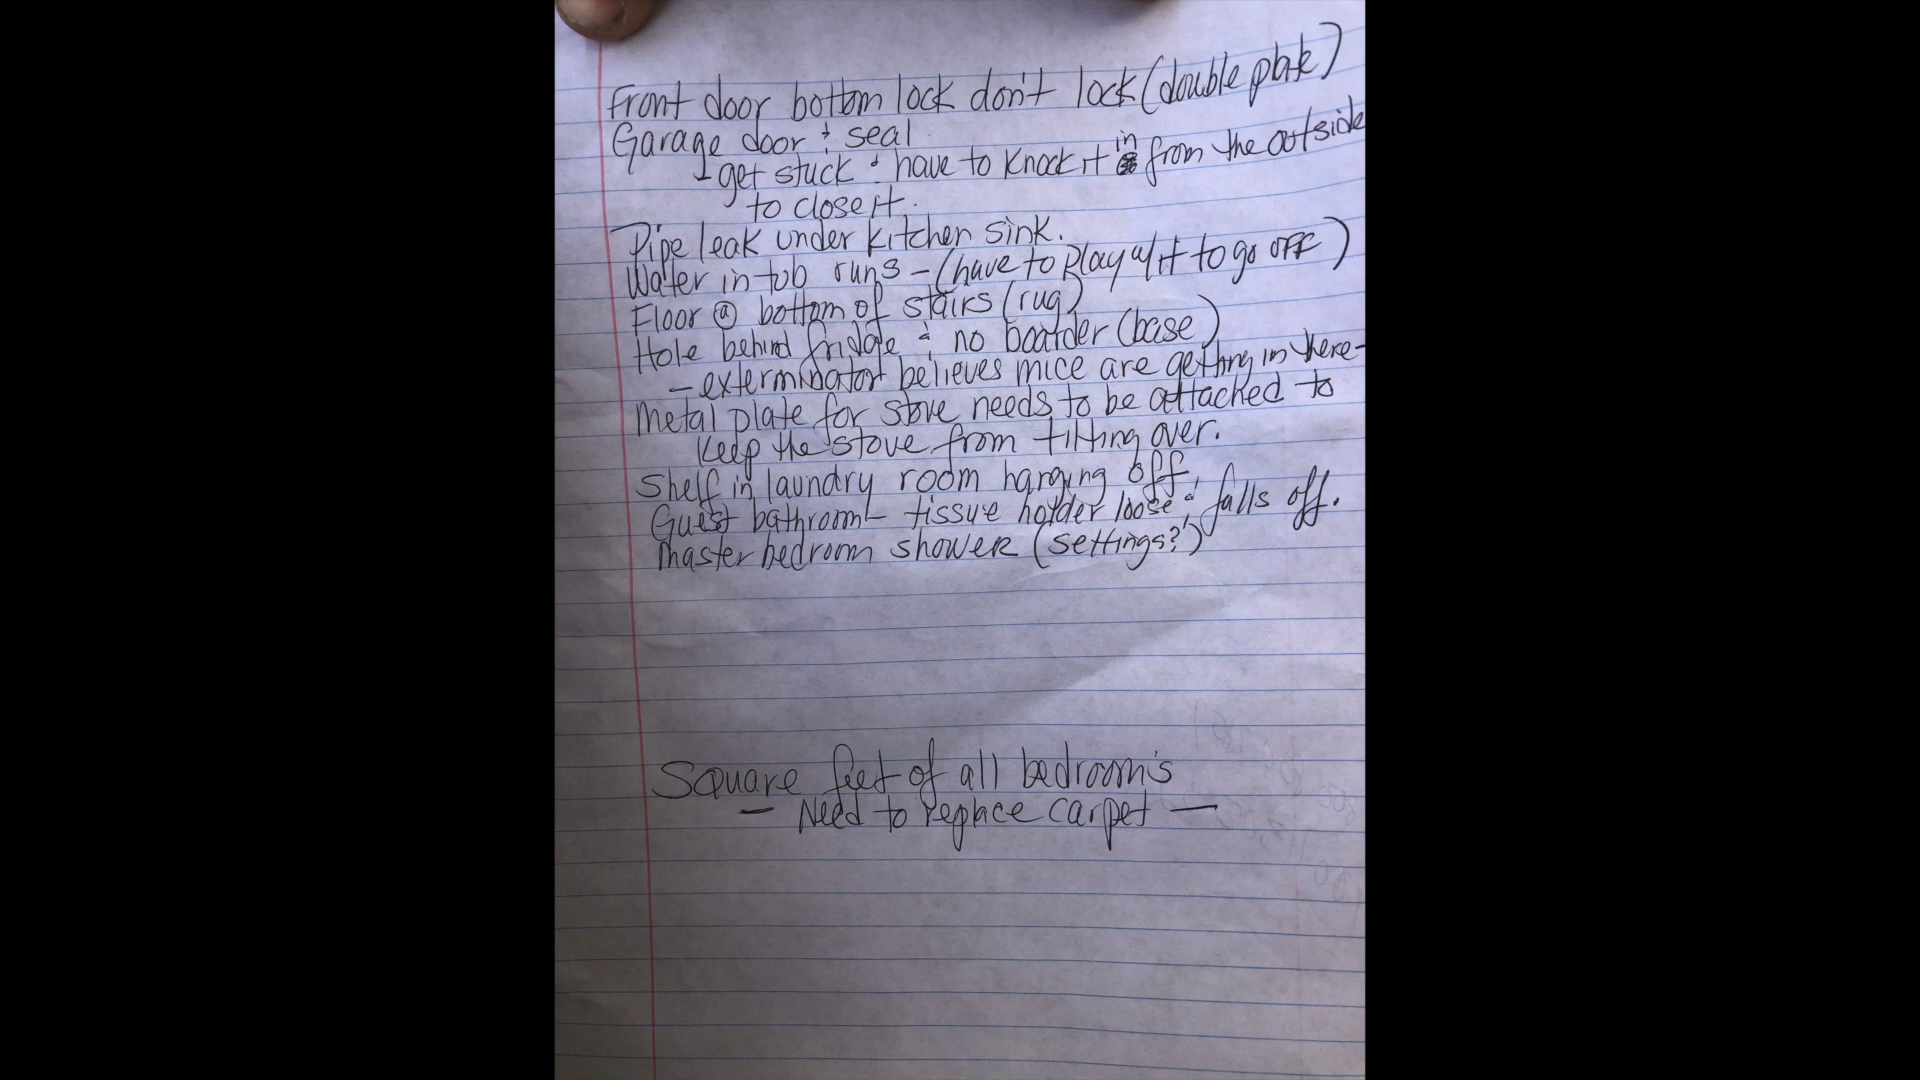 Front door bottom lock don't lock (double plate)
Garage door & seal
- get stuck & have to knock it in from the outside
to close it.
Pipe leak under kitchen sink.
Water in tub runs - (have to play w/it to go off)
Floor @ bottom of stairs (rug)
Hole behind fridge & no boarder (base)
- exterminator believes mice are getting in there -
Metal plate for stove needs to be attached to
keep the stove from tilting over.
Shelf in laundry room hanging off
Guest bathroom - tissue holder loose & falls off.
Master bedroom shower (settings?)
Square feet of all bedroom's
- Need to replace carpet -